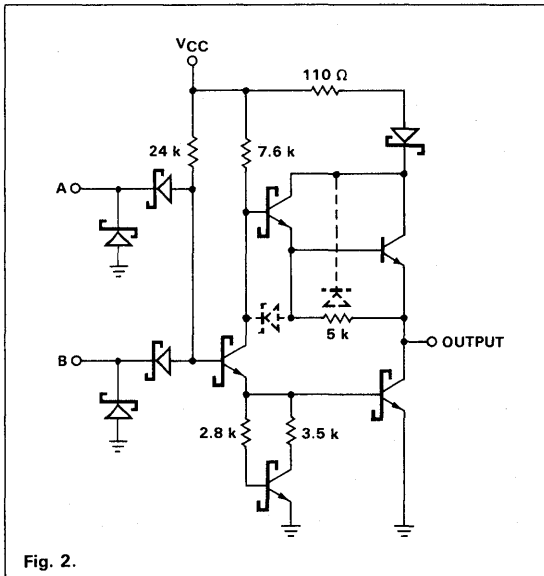 VCC
110 Ω
24 k
7.6 k
A
5 k
OUTPUT
B
2.8 k
3.5 k
Fig. 2.